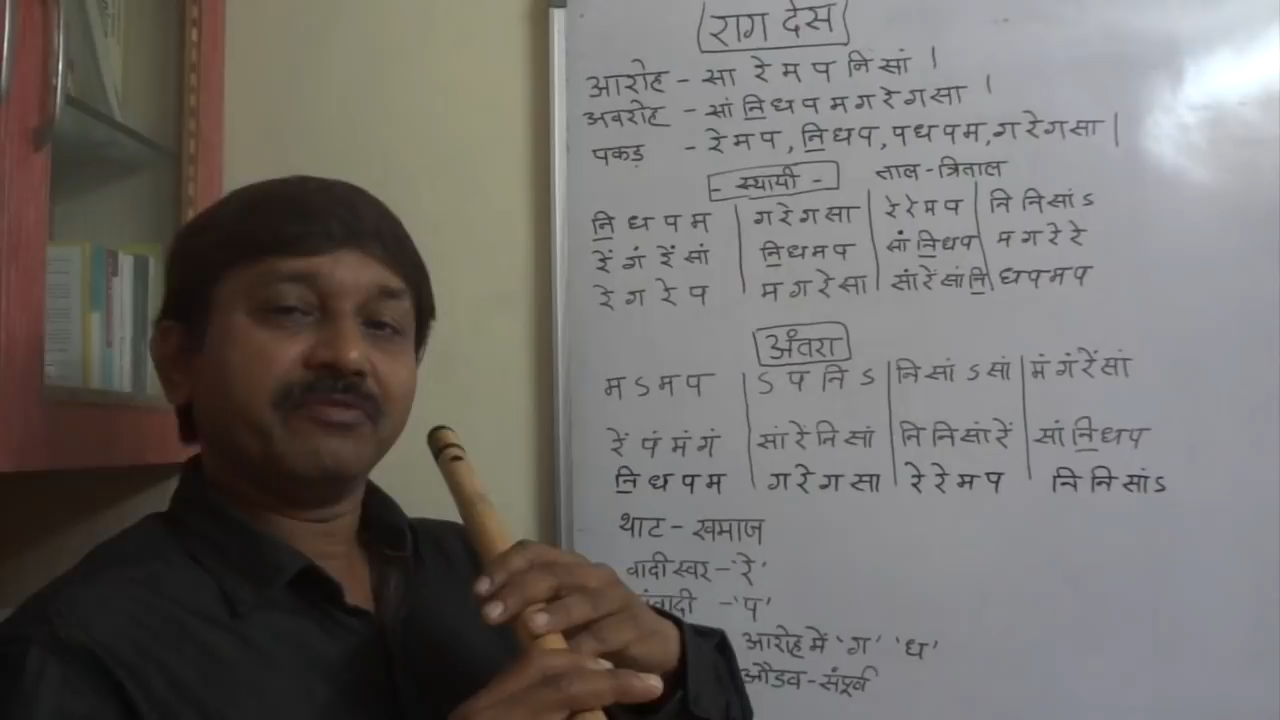 राग देस
आरोह - सा रे म प नि सां ।
अवरोह - सां नि॒ ध प म ग रे ग सा ।
पकड़ - रे म प, नि॒ ध प, प ध प म, ग रे ग सा ।
- स्थायी - ताल - त्रिताल
नि॒ ध प म | ग रे ग सा | रे रे म प | नि नि सां ऽ
रें गं रें सां | नि॒ ध म प | सां नि॒ ध प | म ग रे रे
रे ग रे प | म ग रे सा | सां रें सां नि॒ | ध प म प
अंतरा
म ऽ म प | ऽ प नि ऽ | नि सां ऽ सां | मं गं रें सां
रें पं मं गं | सां रें नि सां | नि नि सां रें | सां नि॒ ध प
नि॒ ध प म | ग रे ग सा | रे रे म प नि नि सां ऽ
थाट - खमाज
वादी स्वर - 'रे'
संवादी - 'प'
आरोह में 'ग' 'ध'
औडव - संपूर्ण